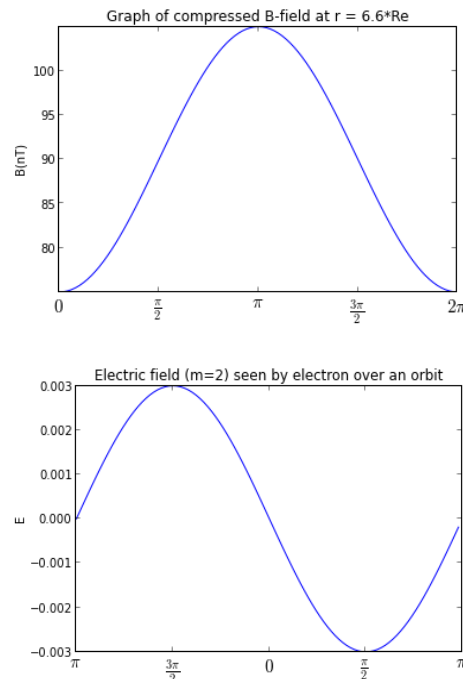 Graph of compressed B-field at r = 6.6*Re
B(nT)
100
95
90
85
80
0 π/2 π 3π/2 2π
Electric field (m=2) seen by electron over an orbit
E
0.003
0.002
0.001
0.000
−0.001
−0.002
−0.003
π 3π/2 0 π/2 π